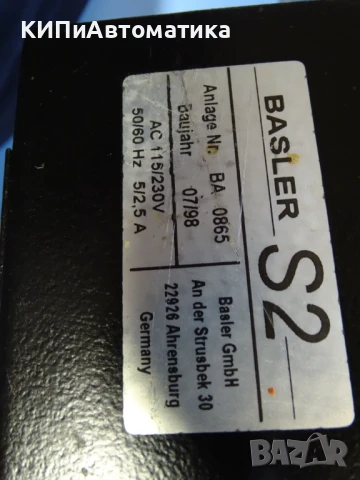 КИПиАвтоматика
BASLER S2
Anlage Nr. BA 0865
Baujahr 07/98
AC 115/230V
50/60 Hz 5/2,5 A
Basler GmbH
An der Strusbek 30
22926 Ahrensburg
Germany
BAZAR